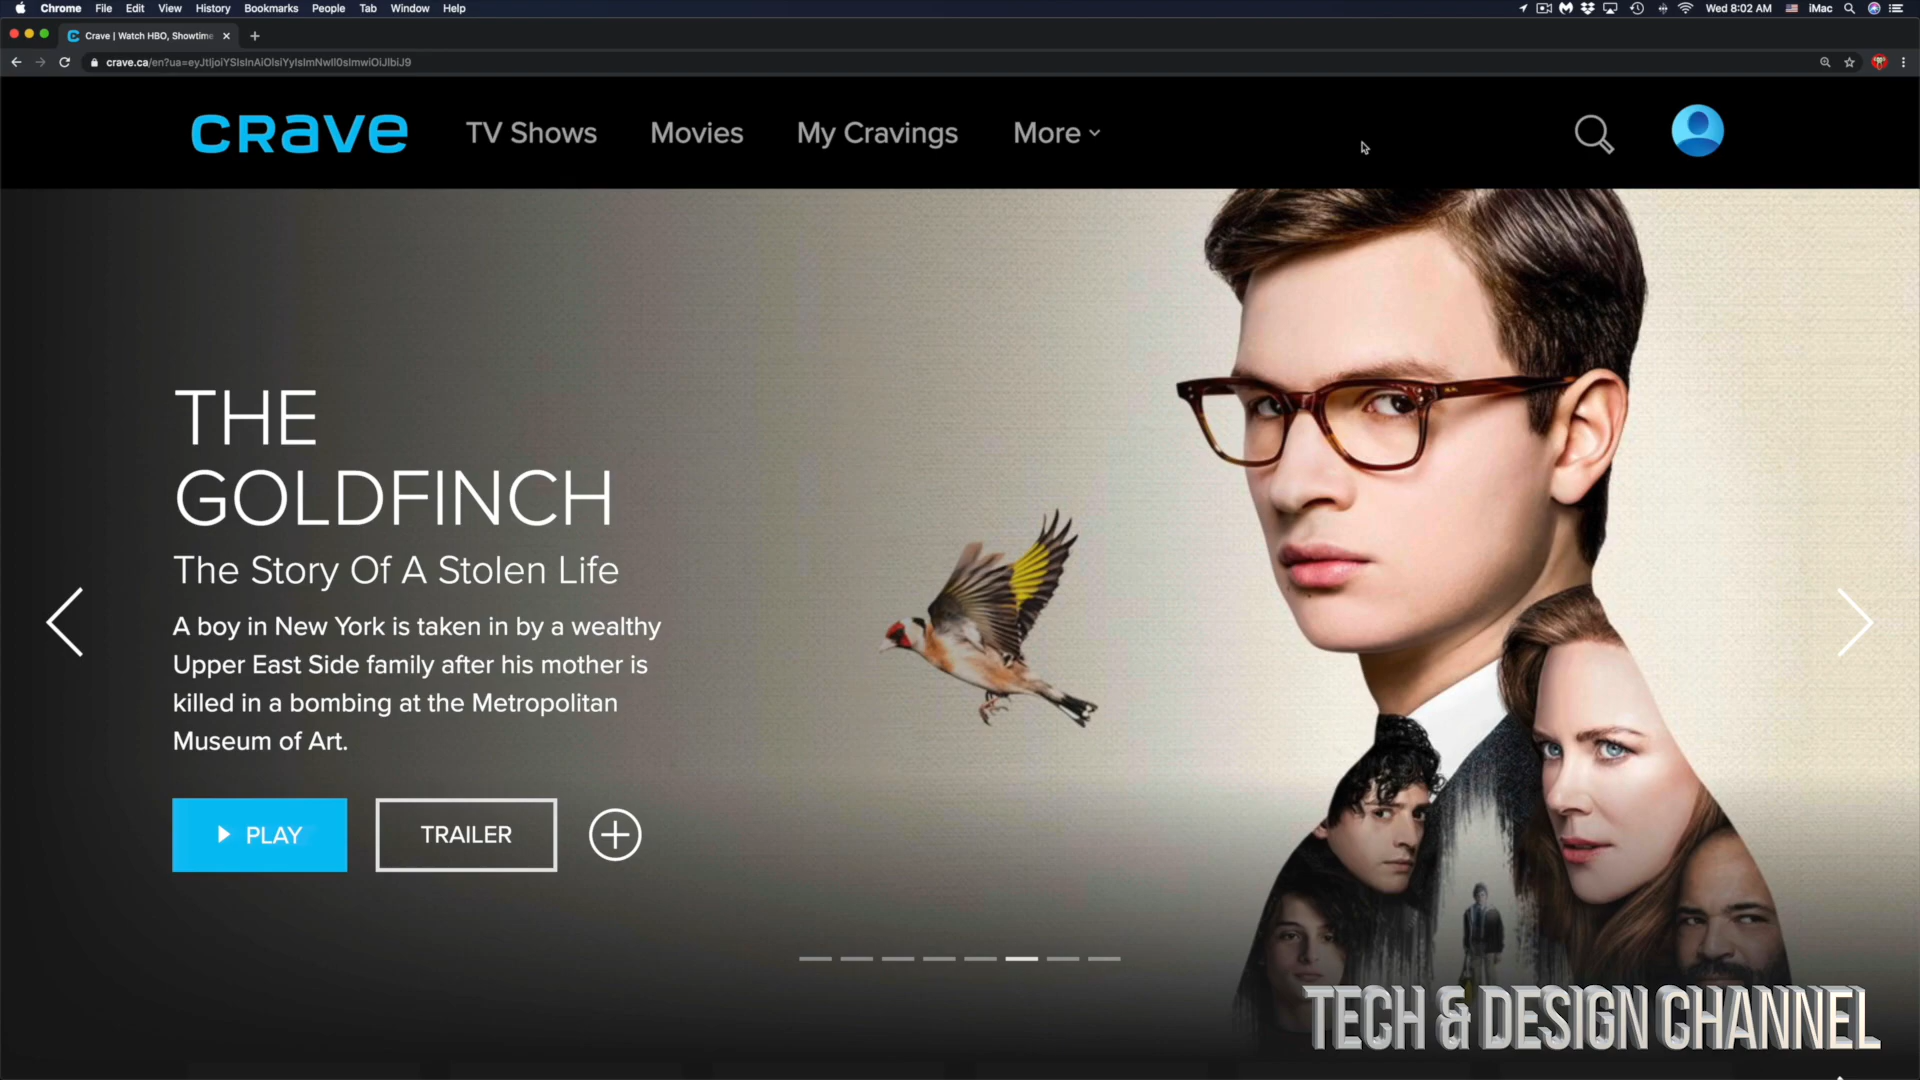 Chrome File Edit View History Bookmarks People Tab Window Help Wed 8:02 AM iMac
Crave | Watch HBO, Showtime
crave.ca/en?ua=eyJtIjoiYSIsInAiOlsiYyIsImNwIl0sImwiOiJlbiJ9
CRAVE TV Shows Movies My Cravings More
THE
GOLDFINCH
The Story Of A Stolen Life
A boy in New York is taken in by a wealthy
Upper East Side family after his mother is
killed in a bombing at the Metropolitan
Museum of Art.
PLAY TRAILER
TECH & DESIGN CHANNEL